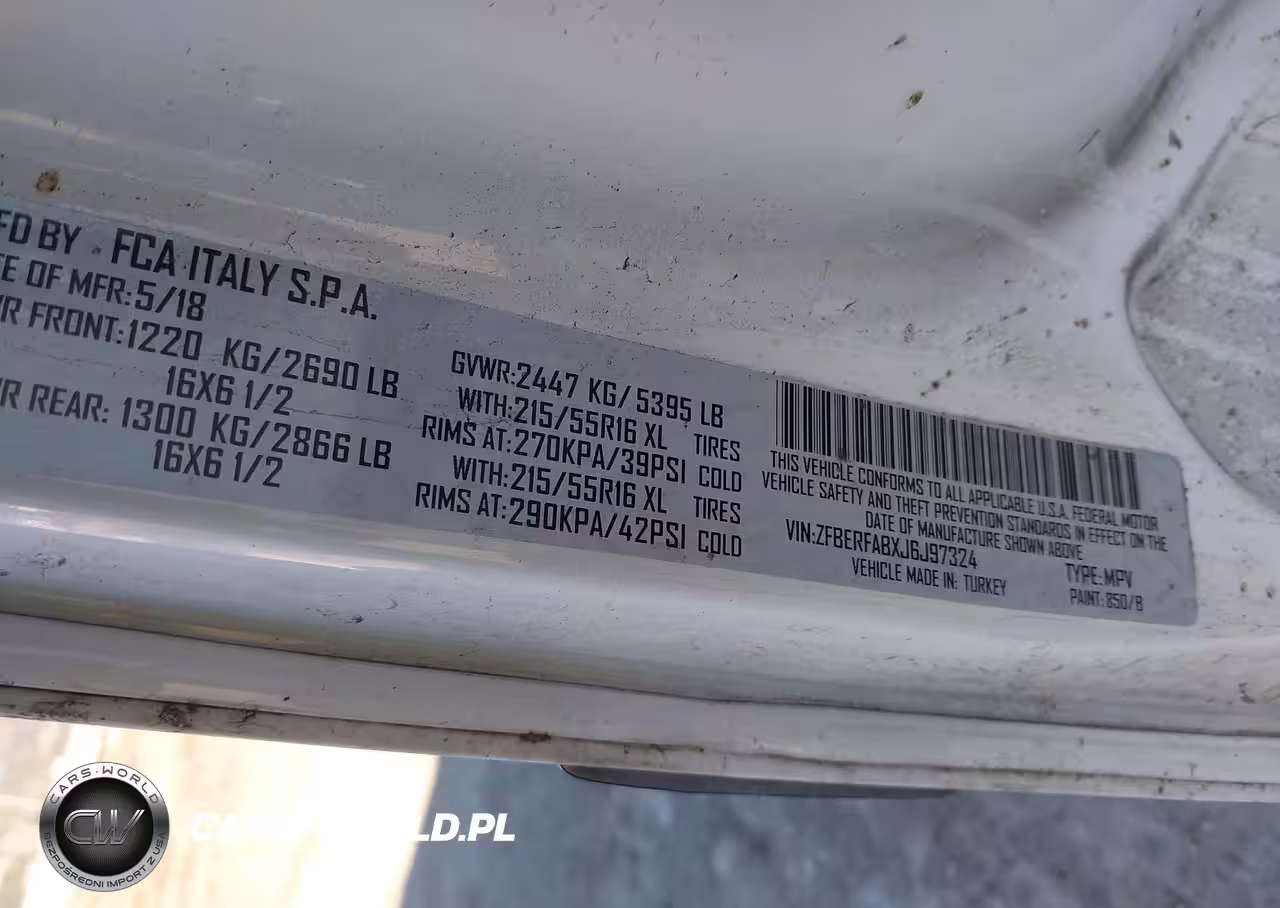 FD BY FCA ITALY S.P.A.
TE OF MFR:5/18
R FRONT:1220 KG/2690 LB
16X6 1/2
R REAR: 1300 KG/2866 LB
16X6 1/2
GVWR:2447 KG/5395 LB
WITH:215/55R16 XL TIRES
RIMS AT:270KPA/39PSI COLD
WITH:215/55R16 XL TIRES
RIMS AT:290KPA/42PSI COLD
THIS VEHICLE CONFORMS TO ALL APPLICABLE U.S.A. FEDERAL MOTOR
VEHICLE SAFETY AND THEFT PREVENTION STANDARDS IN EFFECT ON THE
DATE OF MANUFACTURE SHOWN ABOVE
VIN:ZFBERFABXJ6J97324
TYPE:MPV
VEHICLE MADE IN: TURKEY
PAINT: 850/B
CARS-WORLD
CW
BEZPOŚREDNI IMPORT Z USA
LD.PL